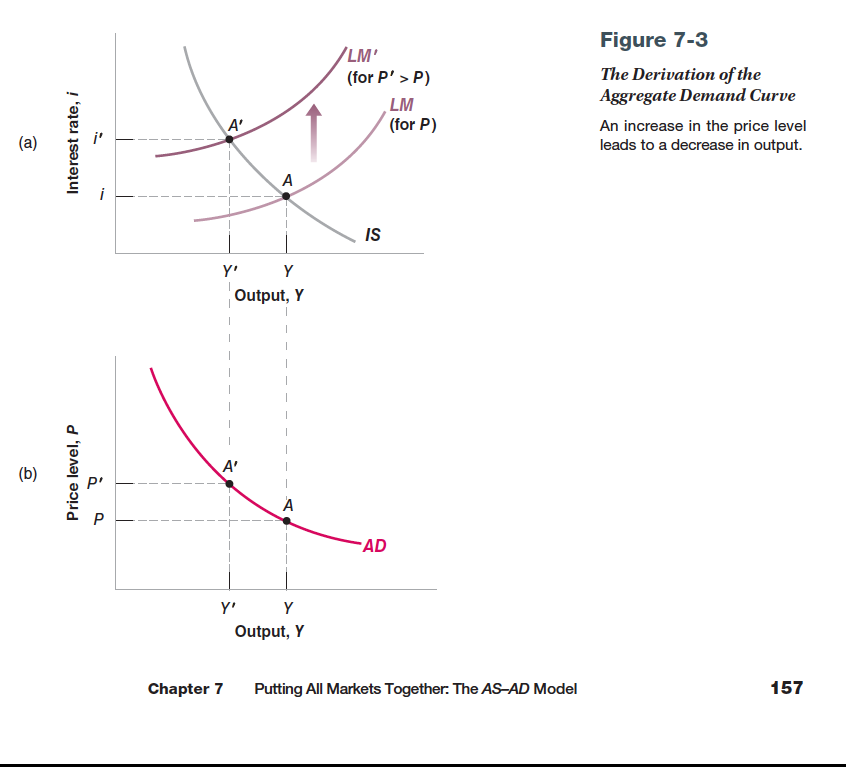 Figure 7-3
The Derivation of the
Aggregate Demand Curve
An increase in the price level
leads to a decrease in output.
(a)
Interest rate, i
LM'
(for P' > P)
LM
(for P)
A'
i'
A
i
IS
Y'
Y
Output, Y
(b)
Price level, P
A'
P'
A
P
AD
Y'
Y
Output, Y
Chapter 7 Putting All Markets Together: The AS–AD Model 157